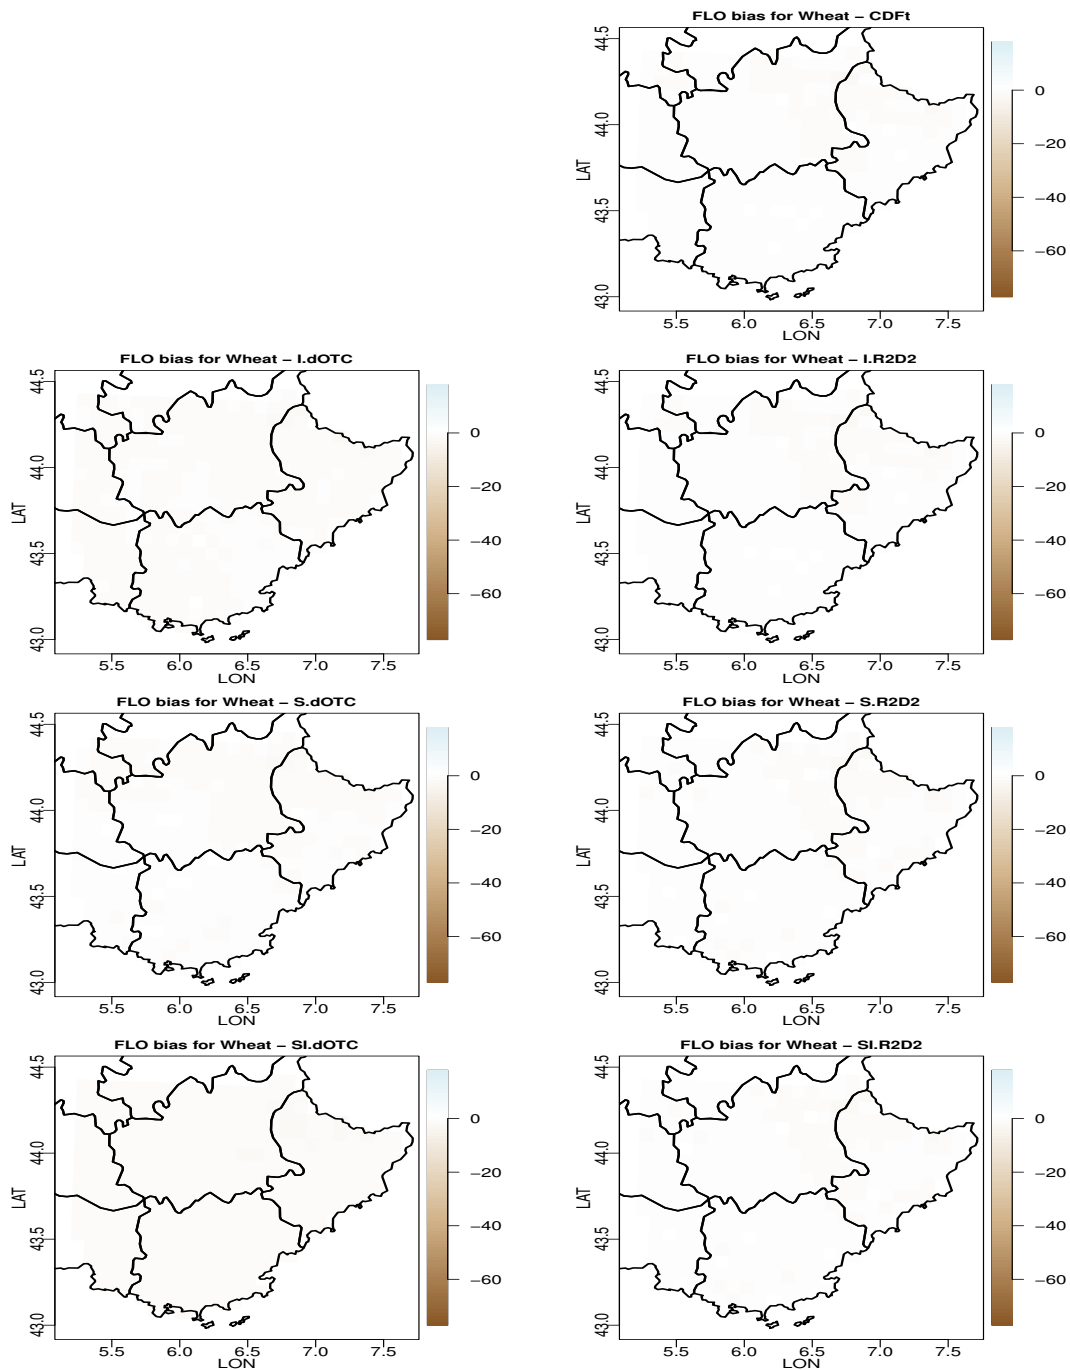 FLO bias for Wheat − CDFt
44.5
44.0
43.5
43.0
LAT
5.5 6.0 6.5 7.0 7.5
LON
0
−20
−40
−60
FLO bias for Wheat − I.dOTC
44.5
44.0
43.5
43.0
LAT
5.5 6.0 6.5 7.0 7.5
LON
0
−20
−40
−60
FLO bias for Wheat − I.R2D2
44.5
44.0
43.5
43.0
LAT
5.5 6.0 6.5 7.0 7.5
LON
0
−20
−40
−60
FLO bias for Wheat − S.dOTC
44.5
44.0
43.5
43.0
LAT
5.5 6.0 6.5 7.0 7.5
LON
0
−20
−40
−60
FLO bias for Wheat − S.R2D2
44.5
44.0
43.5
43.0
LAT
5.5 6.0 6.5 7.0 7.5
LON
0
−20
−40
−60
FLO bias for Wheat − SI.dOTC
44.5
44.0
43.5
43.0
LAT
5.5 6.0 6.5 7.0 7.5
LON
0
−20
−40
−60
FLO bias for Wheat − SI.R2D2
44.5
44.0
43.5
43.0
LAT
5.5 6.0 6.5 7.0 7.5
LON
0
−20
−40
−60